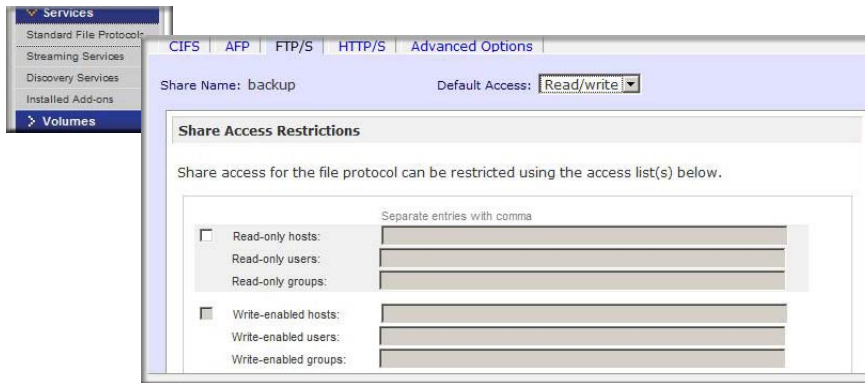 Services
Standard File Protocols
Streaming Services
Discovery Services
Installed Add-ons
> Volumes
CIFS | AFP | FTP/S | HTTP/S | Advanced Options |
Share Name: backup Default Access: Read/write
Share Access Restrictions
Share access for the file protocol can be restricted using the access list(s) below.
Separate entries with comma
Read-only hosts:
Read-only users:
Read-only groups:
Write-enabled hosts:
Write-enabled users:
Write-enabled groups: